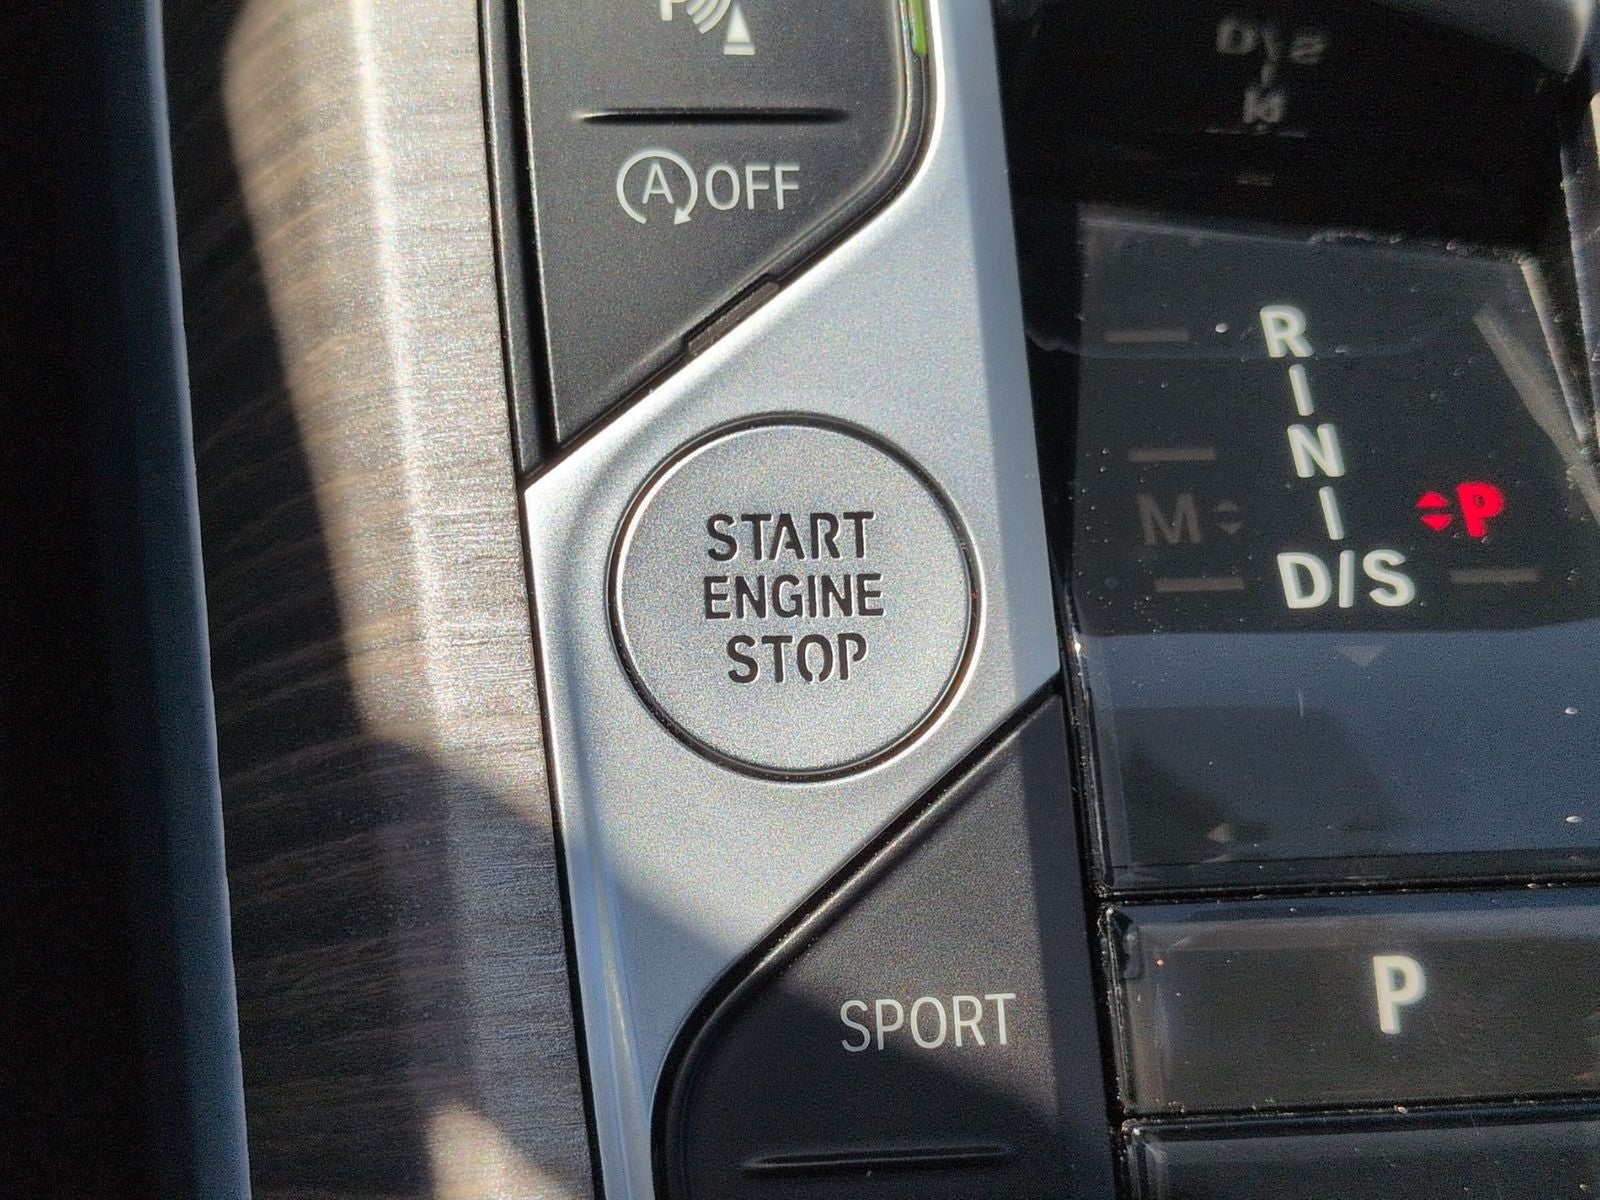 P
A OFF
D/S
M
START
ENGINE
STOP
R
N
M
D/S
P
SPORT
P